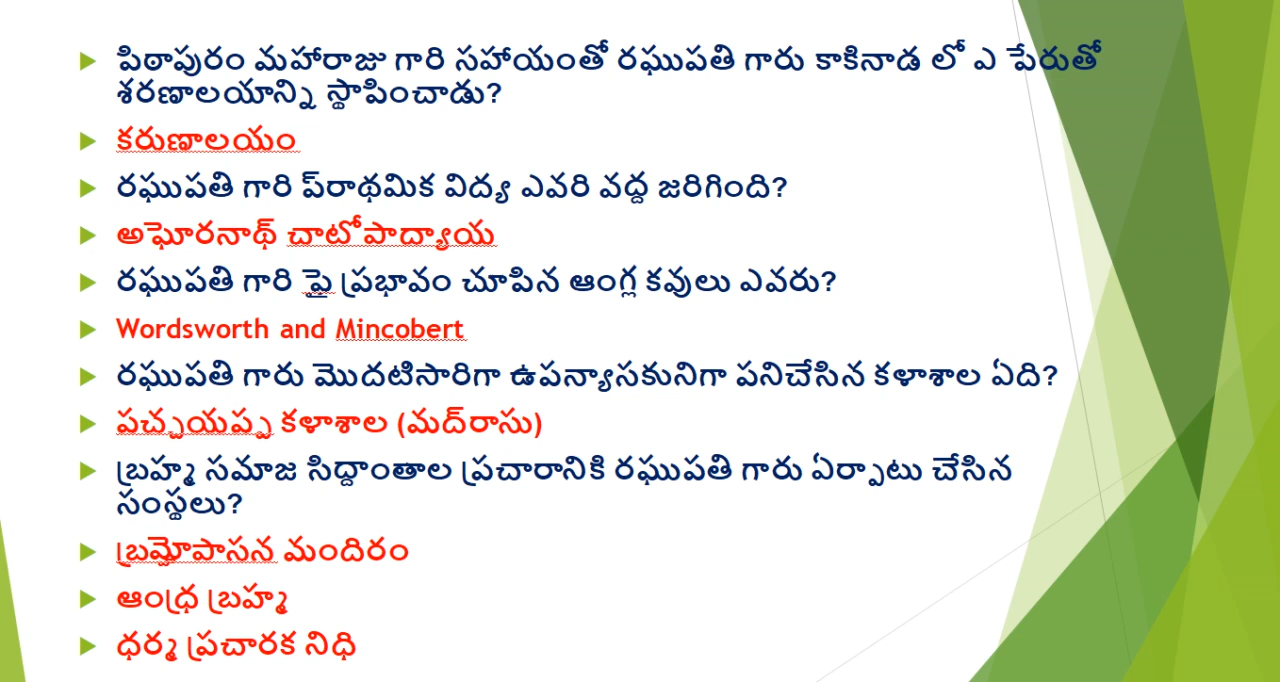 పిఠాపురం మహారాజు గారి సహాయంతో రఘుపతి గారు కాకినాడ లో ఎ పేరుతో
శరణాలయాన్ని స్థాపించాడు?
కరుణాలయం
రఘుపతి గారి ప్రాథమిక విద్య ఎవరి వద్ద జరిగింది?
అఘొరనాథ్ చాటోపాద్యాయ
రఘుపతి గారి పై ప్రభావం చూపిన ఆంగ్ల కవులు ఎవరు?
Wordsworth and Mincobert
రఘుపతి గారు మొదటిసారిగా ఉపన్యాసకునిగా పనిచేసిన కళాశాల ఏది?
పచ్చయప్ప కళాశాల (మద్‌రాసు)
బ్రహ్మ సమాజ సిద్దాంతాల ప్రచారానికి రఘుపతి గారు ఏర్పాటు చేసిన
సంస్థలు?
బ్రహ్మోపాసన మందిరం
ఆంధ్ర బ్రహ్మ
ధర్మ ప్రచారక నిధి